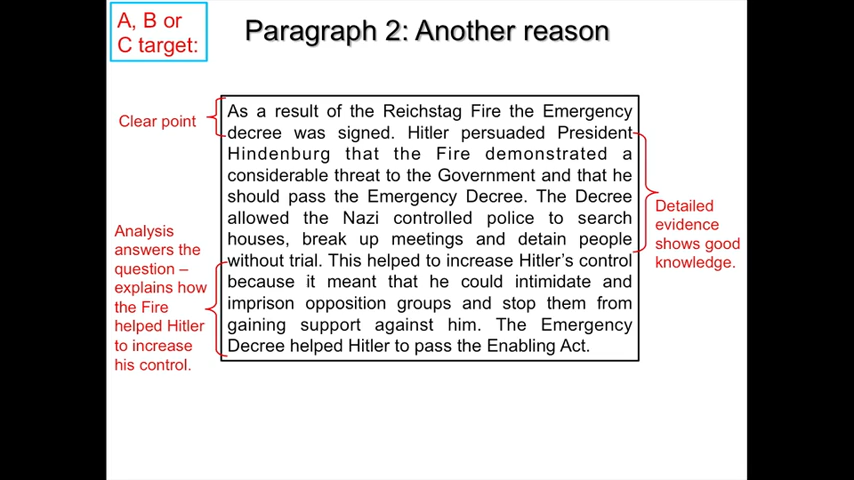 A, B or
C target:
Paragraph 2: Another reason
Clear point
As a result of the Reichstag Fire the Emergency
decree was signed. Hitler persuaded President
Hindenburg that the Fire demonstrated a
considerable threat to the Government and that he
should pass the Emergency Decree. The Decree
allowed the Nazi controlled police to search
houses, break up meetings and detain people
without trial. This helped to increase Hitler's control
because it meant that he could intimidate and
imprison opposition groups and stop them from
gaining support against him. The Emergency
Decree helped Hitler to pass the Enabling Act.
Detailed
evidence
shows good
knowledge.
Analysis
answers the
question –
explains how
the Fire
helped Hitler
to increase
his control.